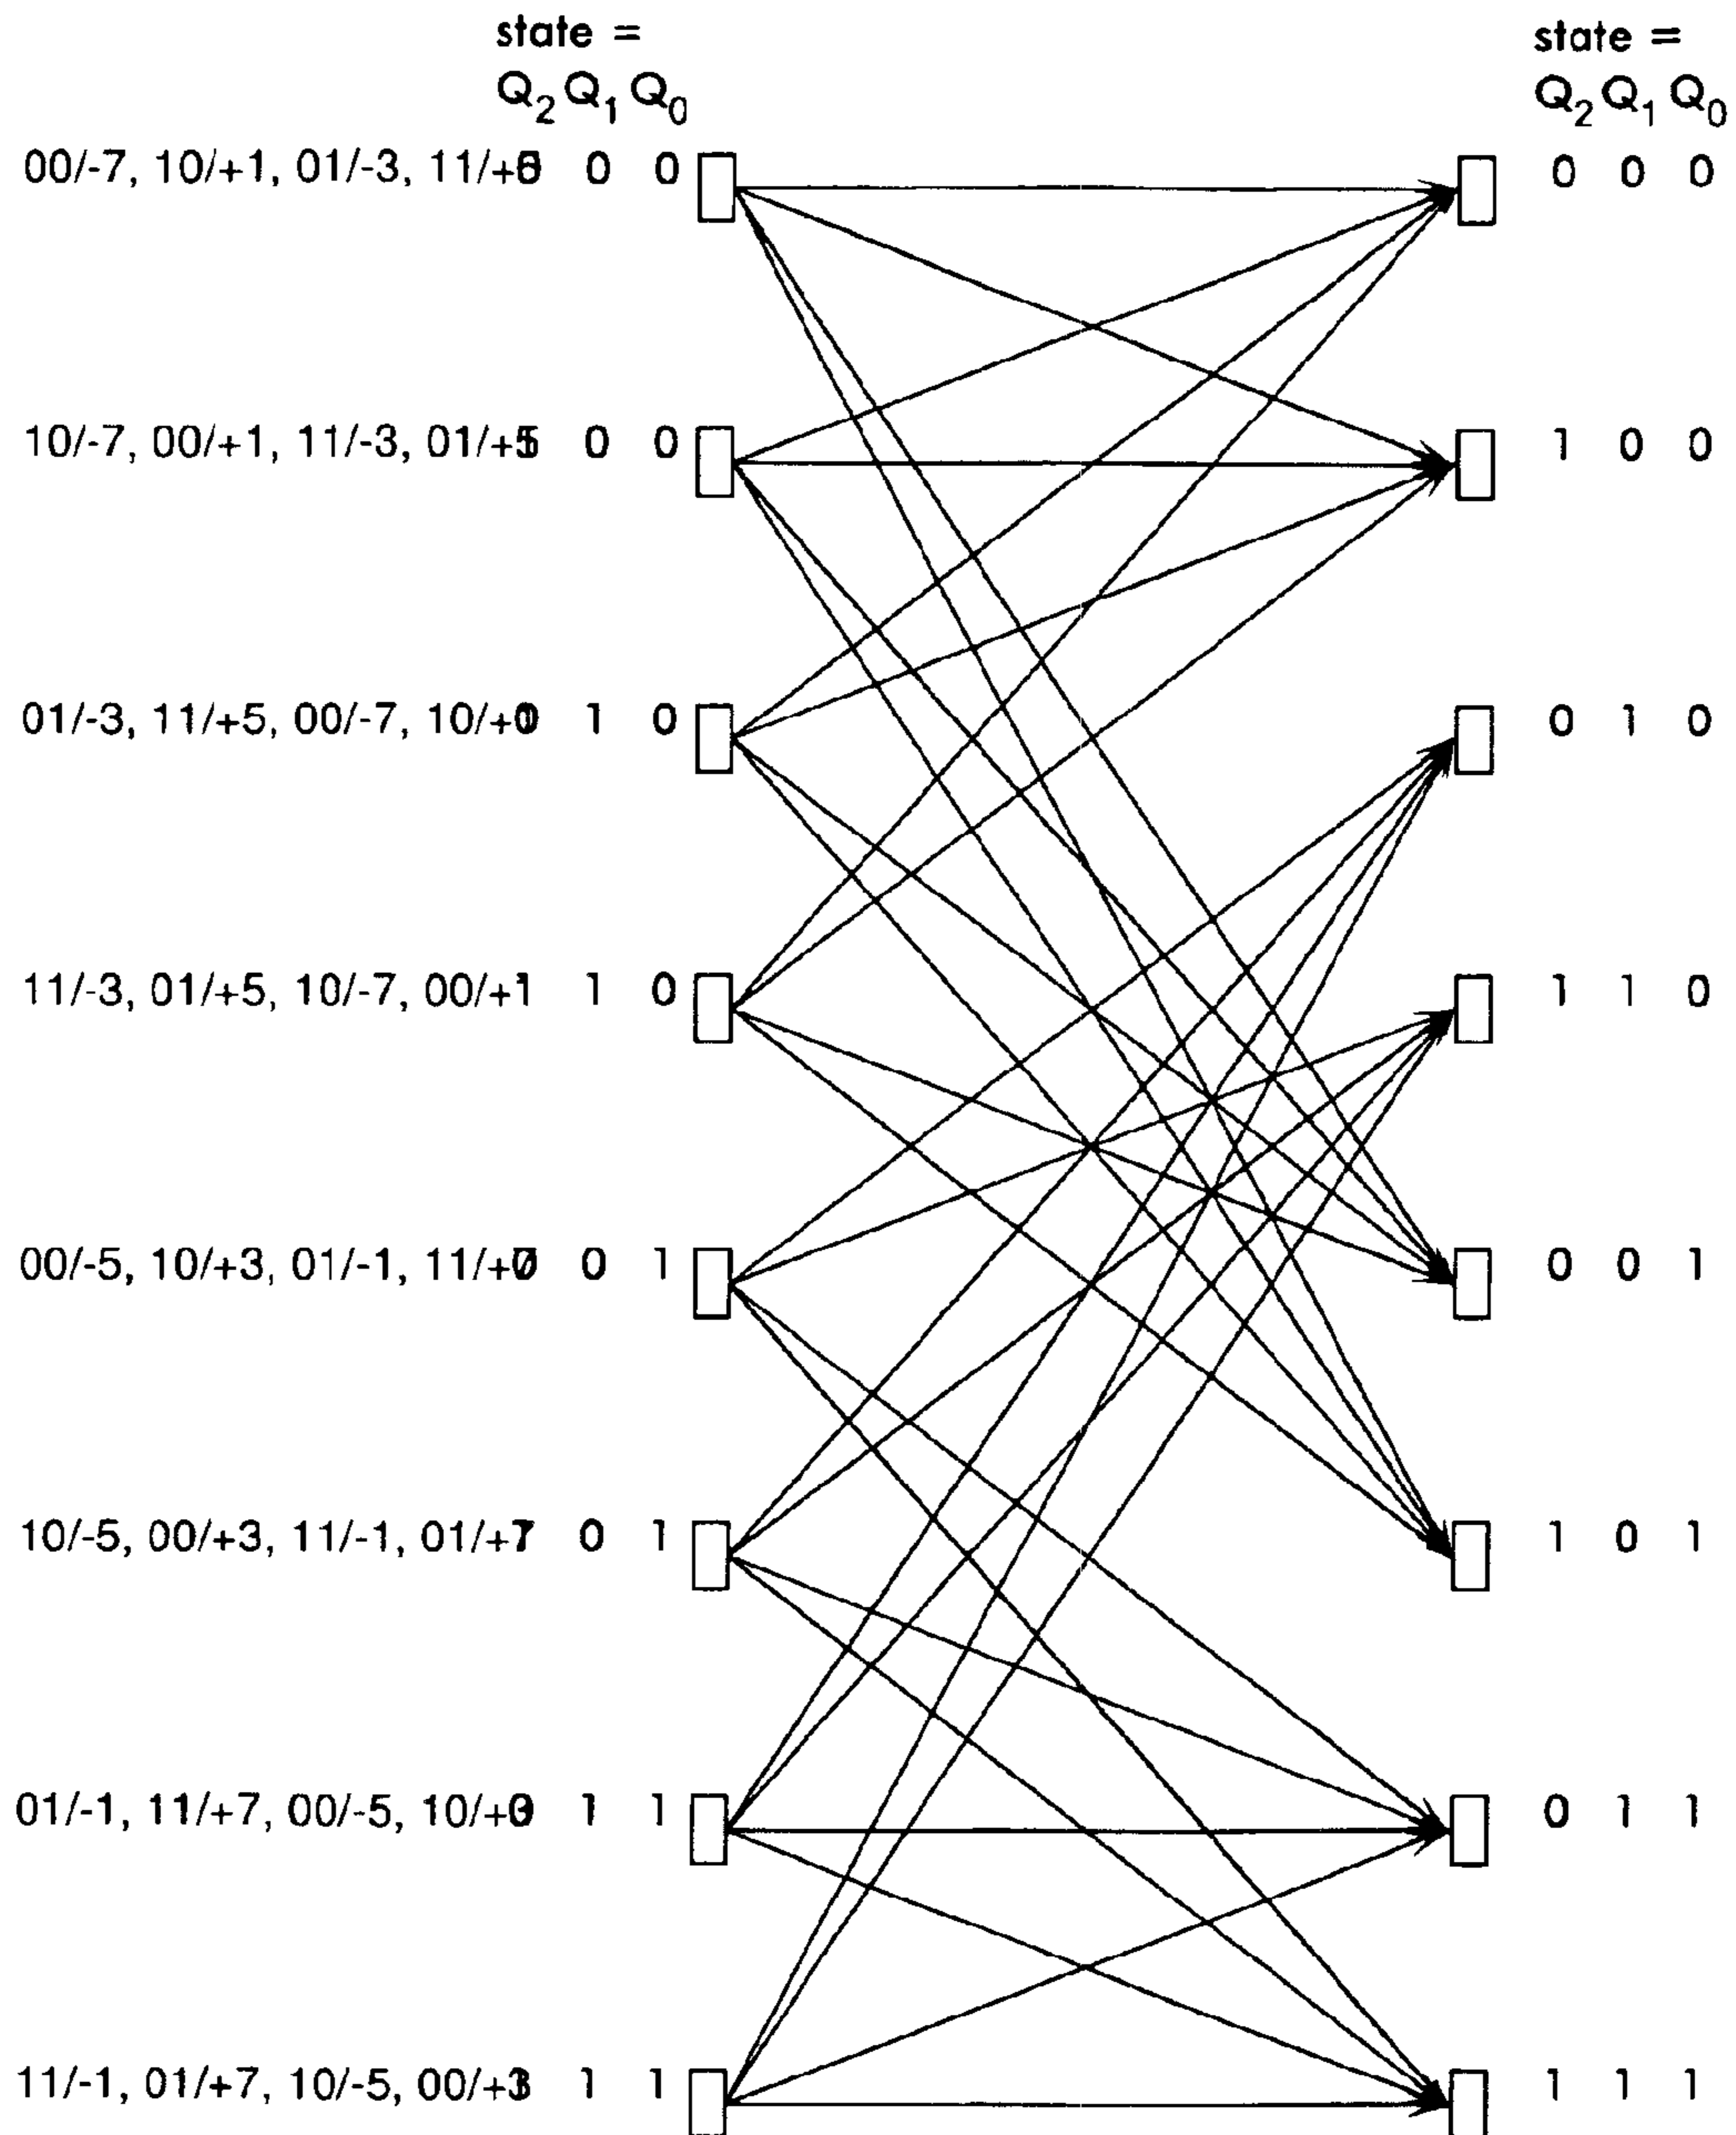 state = state =
Q2 Q1 Q0 Q2 Q1 Q0
00/-7, 10/+1, 01/-3, 11/+5 0 0 0 0 0 0
10/-7, 00/+1, 11/-3, 01/+5 1 0 0 1 0 0
01/-3, 11/+5, 00/-7, 10/+1 0 1 0 0 1 0
11/-3, 01/+5, 10/-7, 00/+1 1 1 0 1 1 0
00/-5, 10/+3, 01/-1, 11/+7 0 0 1 0 0 1
10/-5, 00/+3, 11/-1, 01/+7 1 0 1 1 0 1
01/-1, 11/+7, 00/-5, 10/+3 0 1 1 0 1 1
11/-1, 01/+7, 10/-5, 00/+3 1 1 1 1 1 1